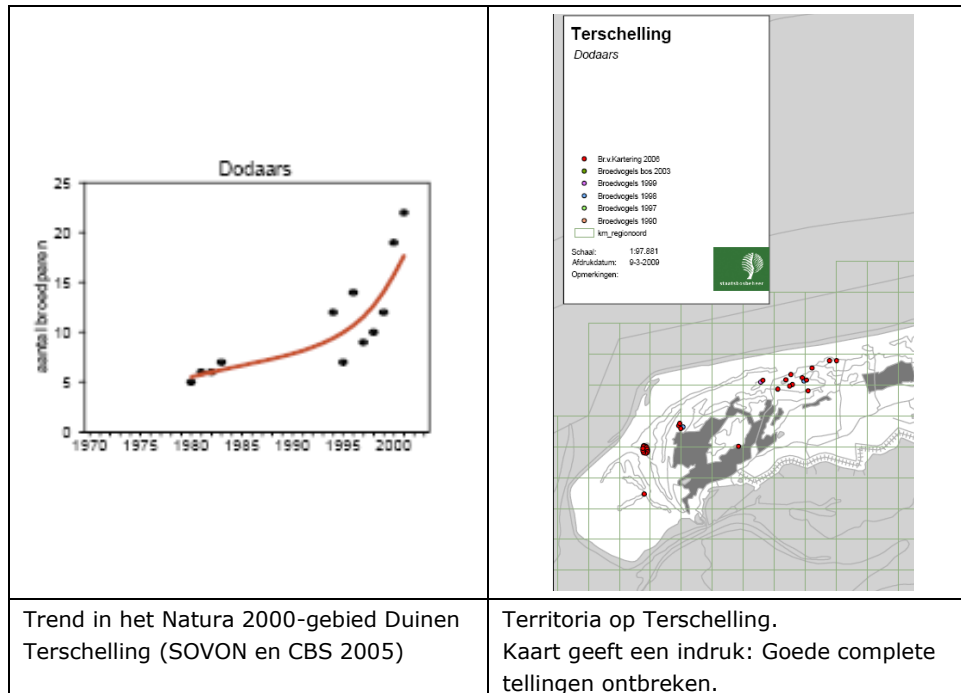 Dodaars
25
20
15
10
5
0
aantal broedparen
1970 1975 1980 1985 1990 1995 2000
Terschelling
Dodaars
Br.v.Kartering 2006
Broedvogels bos 2003
Broedvogels 1999
Broedvogels 1998
Broedvogels 1997
Broedvogels 1990
km_regionoord
Schaal: 1:97.881
Afdrukdatum: 9-3-2009
Opmerkingen:
staatsbosbeheer
Trend in het Natura 2000-gebied Duinen
Terschelling (SOVON en CBS 2005)
Territoria op Terschelling.
Kaart geeft een indruk: Goede complete
tellingen ontbreken.